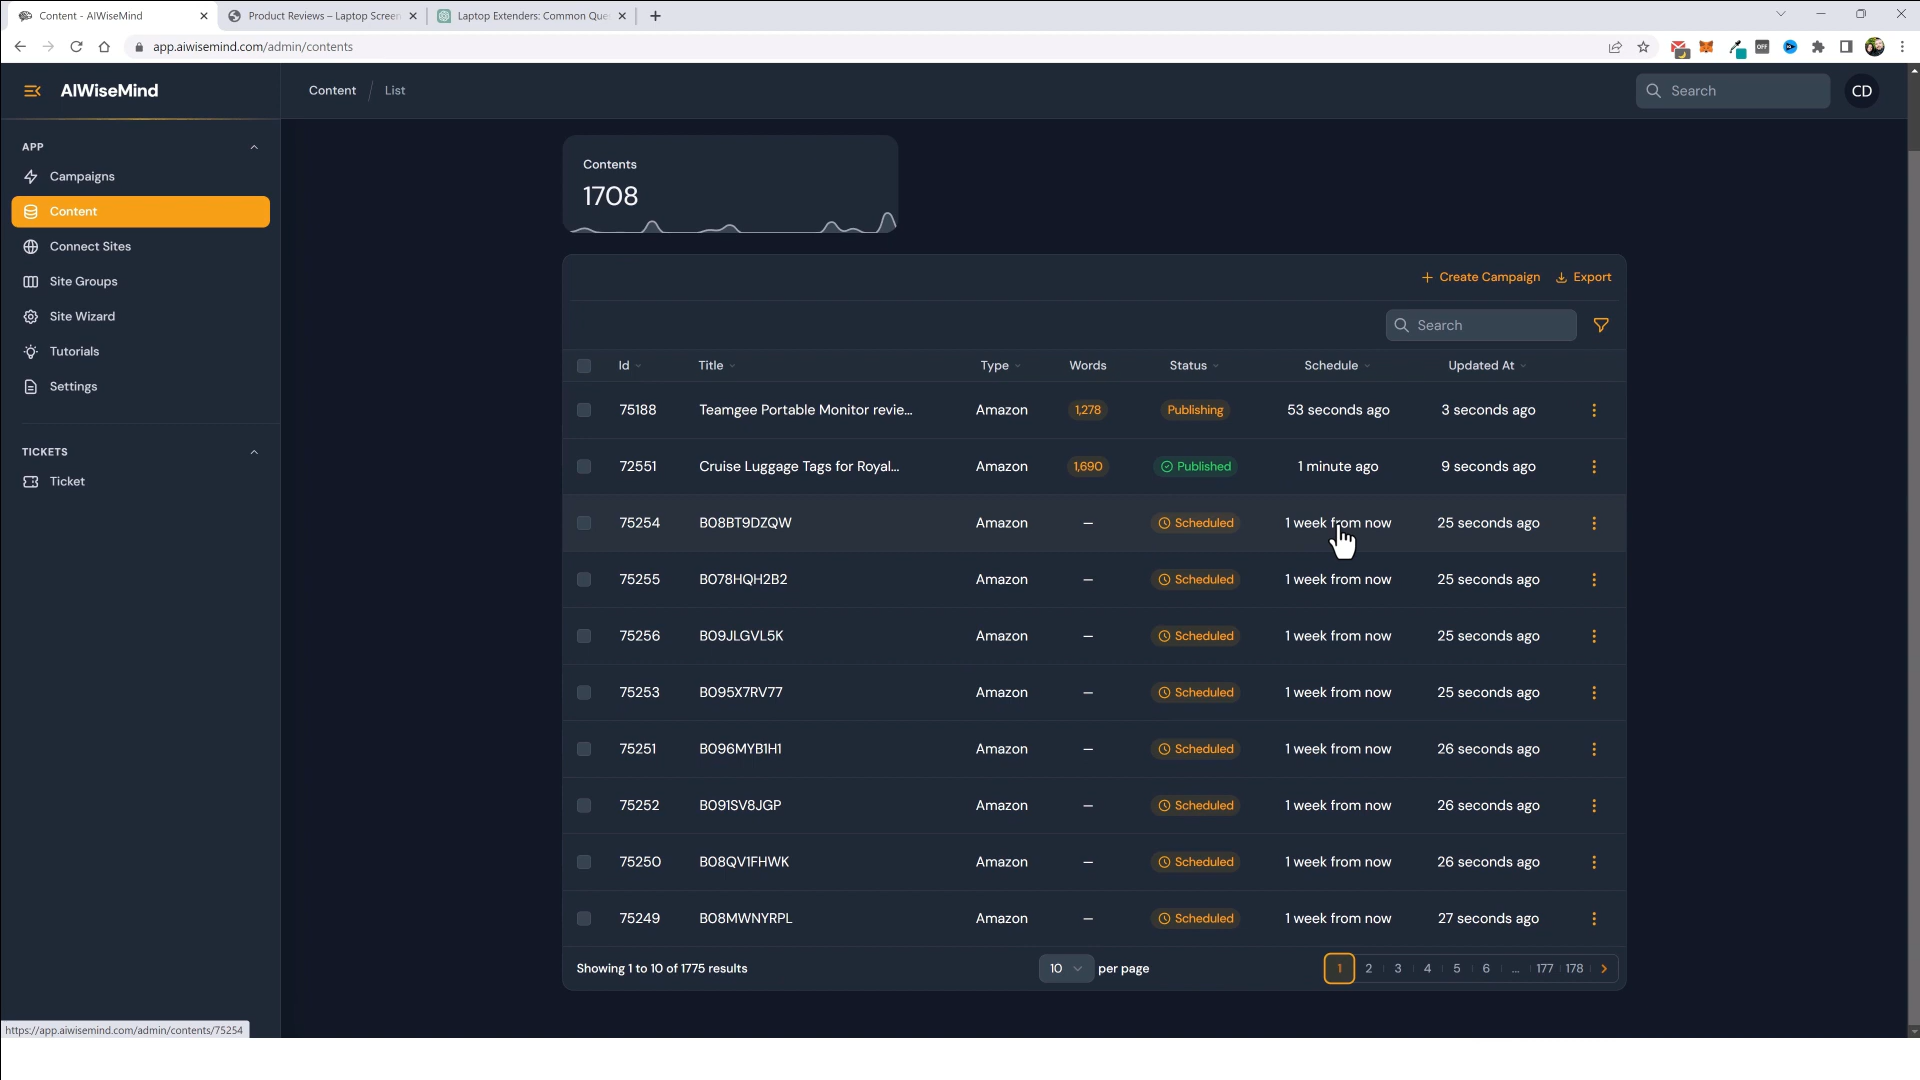 Content - AIWiseMind
Product Reviews – Laptop Screen
Laptop Extenders: Common Que
app.aiwisemind.com/admin/contents
OFF
AIWiseMind
Content / List
Search
CD
APP
Campaigns
Content
Connect Sites
Site Groups
Site Wizard
Tutorials
Settings
TICKETS
Ticket
Contents
1708
Create Campaign Export
Search
Id Title Type Words Status Schedule Updated At
75188 Teamgee Portable Monitor revie... Amazon 1,278 Publishing 53 seconds ago 3 seconds ago
72551 Cruise Luggage Tags for Royal... Amazon 1,690 Published 1 minute ago 9 seconds ago
75254 B08BT9DZQW Amazon — Scheduled 1 week from now 25 seconds ago
75255 B078HQH2B2 Amazon — Scheduled 1 week from now 25 seconds ago
75256 B09JLGVL5K Amazon — Scheduled 1 week from now 25 seconds ago
75253 B095X7RV77 Amazon — Scheduled 1 week from now 25 seconds ago
75251 B096MYB1H1 Amazon — Scheduled 1 week from now 26 seconds ago
75252 B091SV8JGP Amazon — Scheduled 1 week from now 26 seconds ago
75250 B08QV1FHWK Amazon — Scheduled 1 week from now 26 seconds ago
75249 B08MWNYRPL Amazon — Scheduled 1 week from now 27 seconds ago
Showing 1 to 10 of 1775 results 10 per page 1 2 3 4 5 6 ... 177 178
https://app.aiwisemind.com/admin/contents/75254